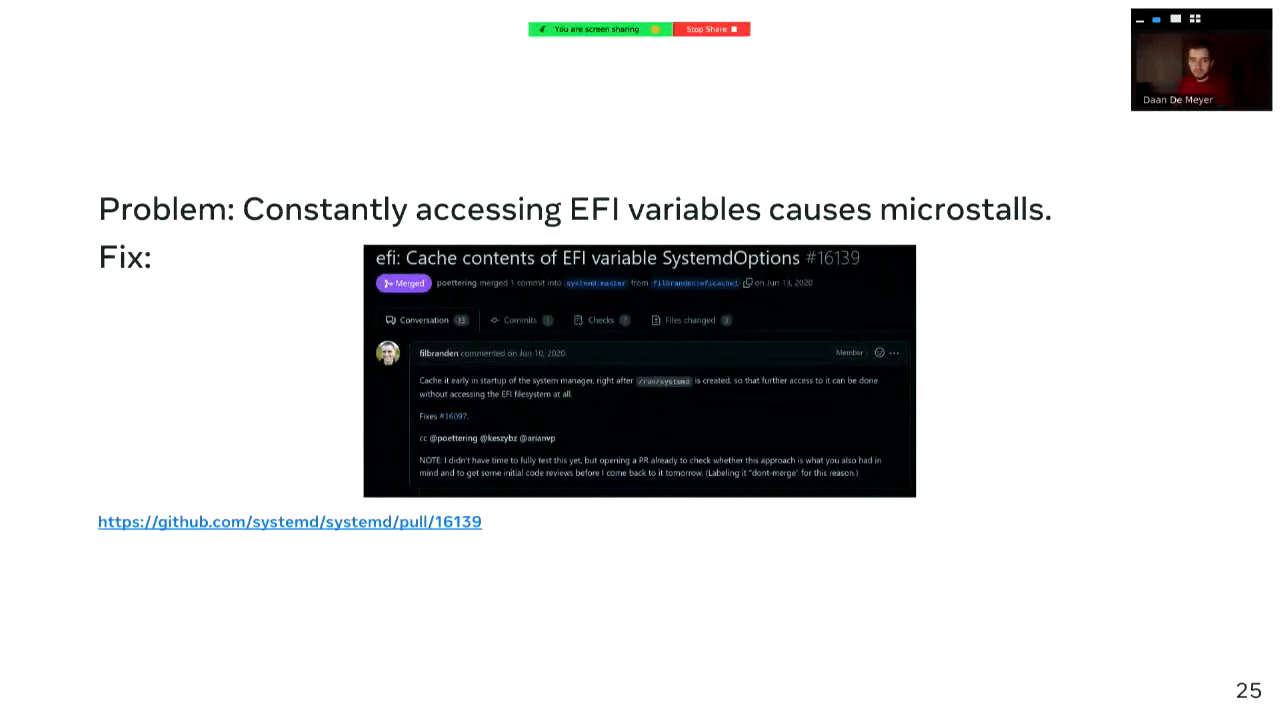 You are screen sharing
Stop Share
Daan De Meyer
Problem: Constantly accessing EFI variables causes microstalls.
Fix:
efi: Cache contents of EFI variable SystemdOptions #16139
Merged poettering merged 1 commit into systemd:master from filbranden:eficache1 on Jun 13, 2020
Conversation 13 Commits 1 Checks 7 Files changed 3
filbranden commented on Jun 10, 2020 Member
Cache it early in startup of the system manager, right after /run/systemd is created, so that further access to it can be done
without accessing the EFI filesystem at all.
Fixes #16097.
cc @poettering @keszybz @arianvp
NOTE: I didn't have time to fully test this yet, but opening a PR already to check whether this approach is what you also had in
mind and to get some initial code reviews before I come back to it tomorrow. (Labeling it "dont-merge" for this reason.)
https://github.com/systemd/systemd/pull/16139
25